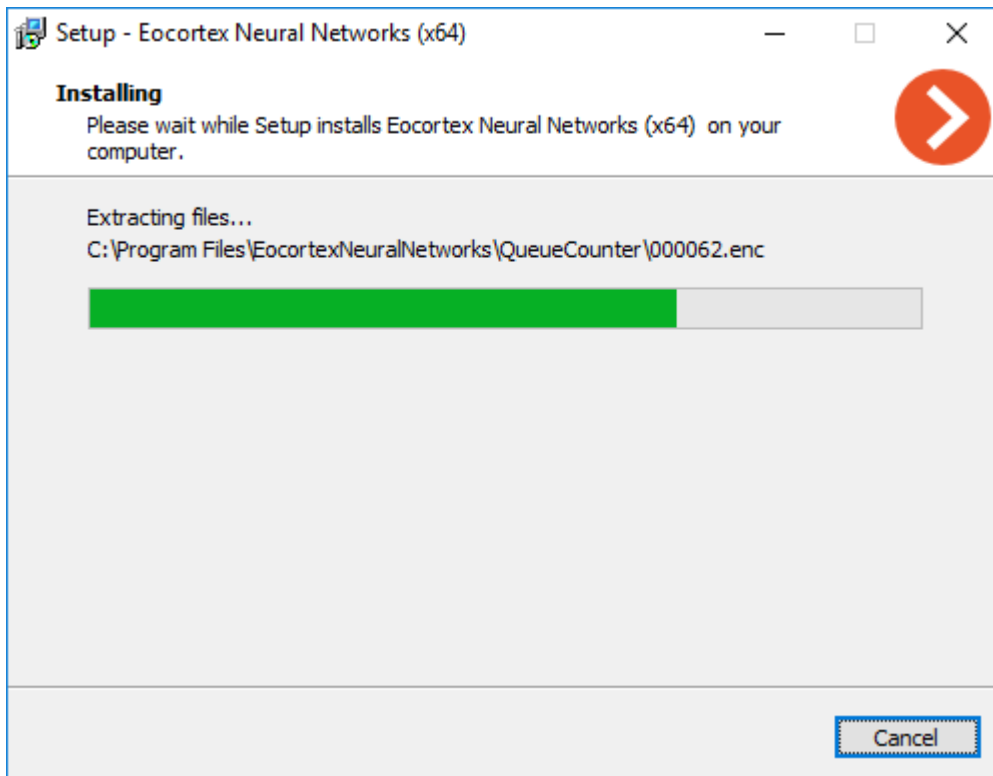 Setup - Eocortex Neural Networks (x64)
Installing
Please wait while Setup installs Eocortex Neural Networks (x64)  on your
computer.
Extracting files...
C:\Program Files\EocortexNeuralNetworks\QueueCounter\000062.enc
Cancel